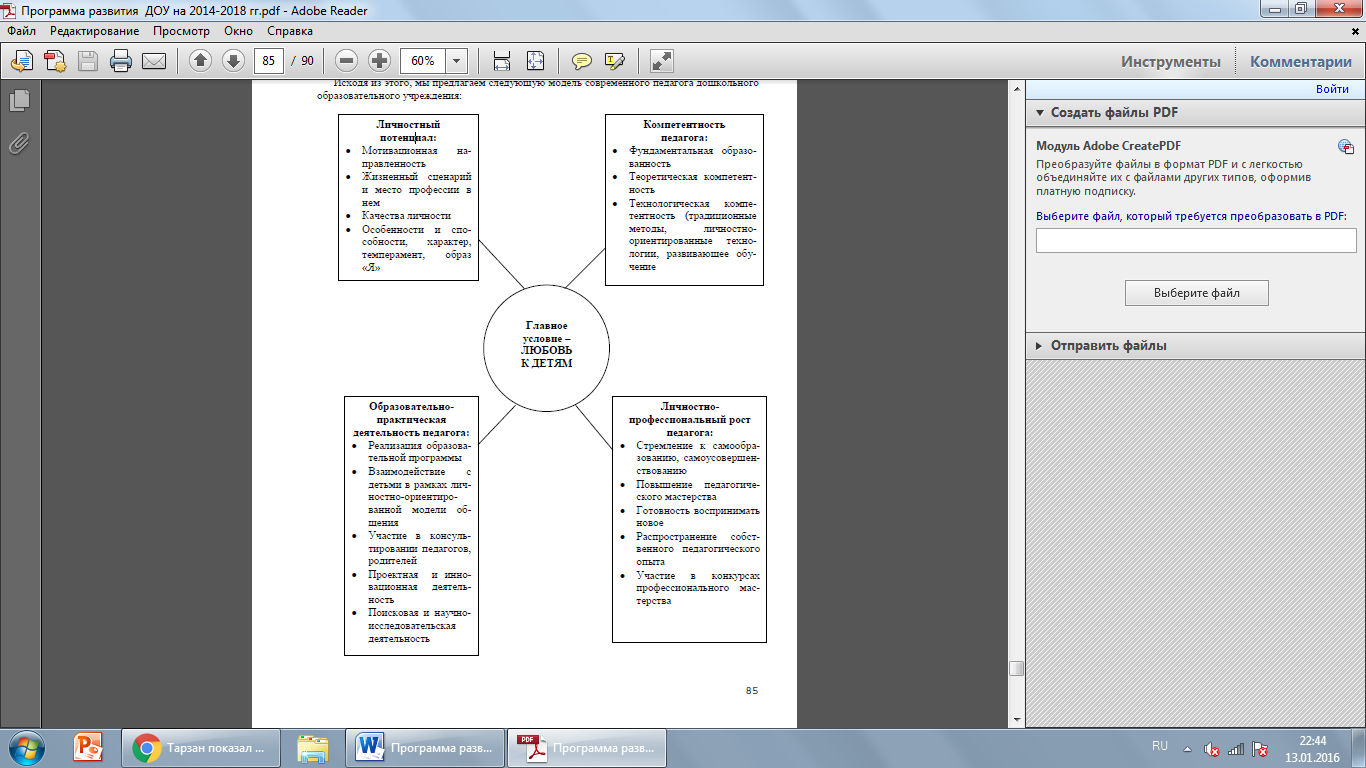 Программа развития  ДОУ на 2014-2018 гг.pdf - Adobe Reader
Файл Редактирование Просмотр Окно Справка
85 / 90 60% Инструменты Комментарии
Войти
Исходя из этого, мы предлагаем следующую модель современного педагога дошкольного
образовательного учреждения:
Личностный
потенциал:
• Мотивационная на-
правленность
• Жизненный сценарий
и место профессии в
нем
• Качества личности
• Особенности и спо-
собности, характер,
темперамент, образ
«Я»
Компетентность
педагога:
• Фундаментальная образо-
ванность
• Теоретическая компетент-
ность
• Технологическая компе-
тентность (традиционные
методы, личностно-
ориентированные техно-
логии, развивающее обу-
чение
Главное
условие –
ЛЮБОВЬ
К ДЕТЯМ
Образовательно-
практическая
деятельность педагога:
• Реализация образова-
тельной программы
• Взаимодействие с
детьми в рамках лич-
ностно-ориентиро-
ванной модели об-
щения
• Участие в консуль-
тировании педагогов,
родителей
• Проектная и инно-
вационная деятель-
ность
• Поисковая и научно-
исследовательская
деятельность
Личностно-
профессиональный рост
педагога:
• Стремление к самообра-
зованию, самоусовершен-
ствованию
• Повышение педагогиче-
ского мастерства
• Готовность воспринимать
новое
• Распространение собст-
венного педагогического
опыта
• Участие в конкурсах
профессионального мас-
терства
85
Создать файлы PDF
Модуль Adobe CreatePDF
Преобразуйте файлы в формат PDF и с легкостью
объединяйте их с файлами других типов, оформив
платную подписку.
Выберите файл, который требуется преобразовать в PDF:
Выберите файл
Отправить файлы
Тарзан показал ... Программа разв... Программа разв...
RU 22:44
13.01.2016